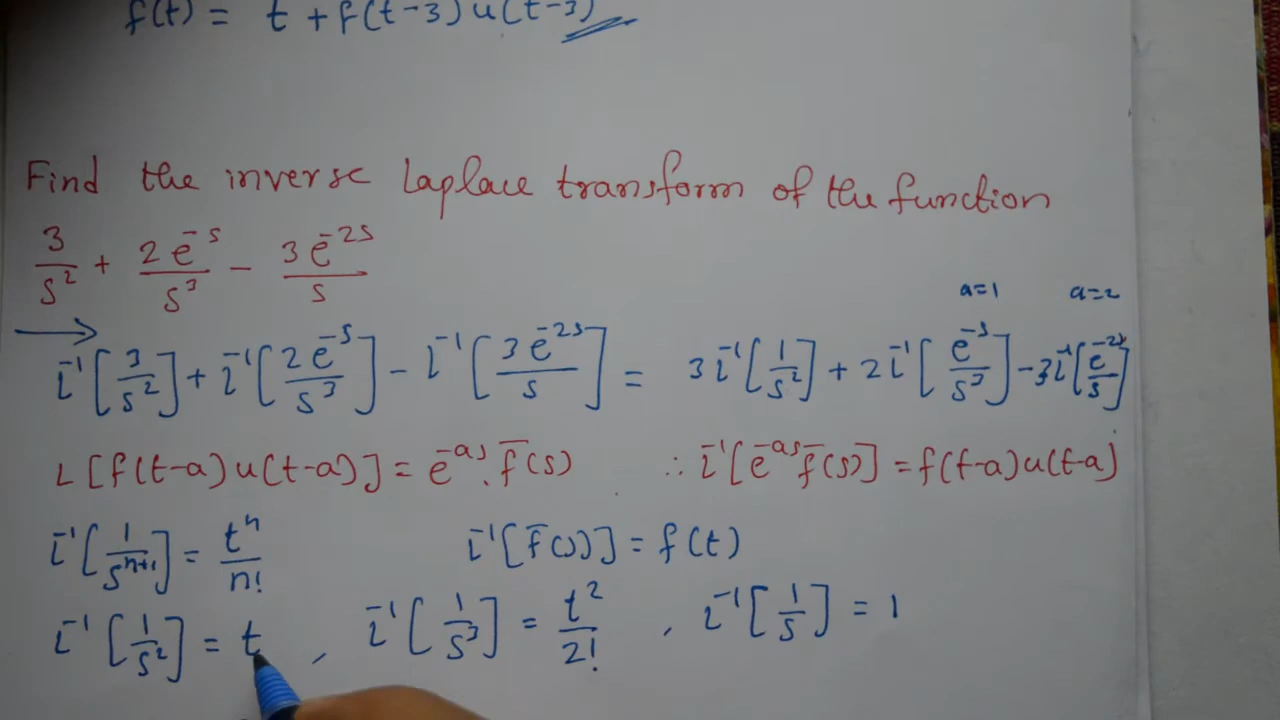 f(t) = t + f(t-3) u(t-3)
Find the inverse Laplace transform of the function
3/s² + 2e⁻ˢ/s³ - 3e⁻²ˢ/s
a=1 a=2
L⁻¹[3/s²] + L⁻¹[2e⁻ˢ/s³] - L⁻¹[3e⁻²ˢ/s] = 3L⁻¹[1/s²] + 2L⁻¹[e⁻ˢ/s³] - 3L⁻¹[e⁻²ˢ/s]
L[f(t-a)u(t-a)] = e⁻ᵃˢ. f̄(s) ∴ L⁻¹[e⁻ᵃˢ f̄(s)] = f(t-a)u(t-a)
L⁻¹[1/sⁿ⁺¹] = tⁿ/n! L⁻¹[f̄(s)] = f(t)
L⁻¹[1/s²] = t, L⁻¹[1/s³] = t²/2!, L⁻¹[1/s] = 1